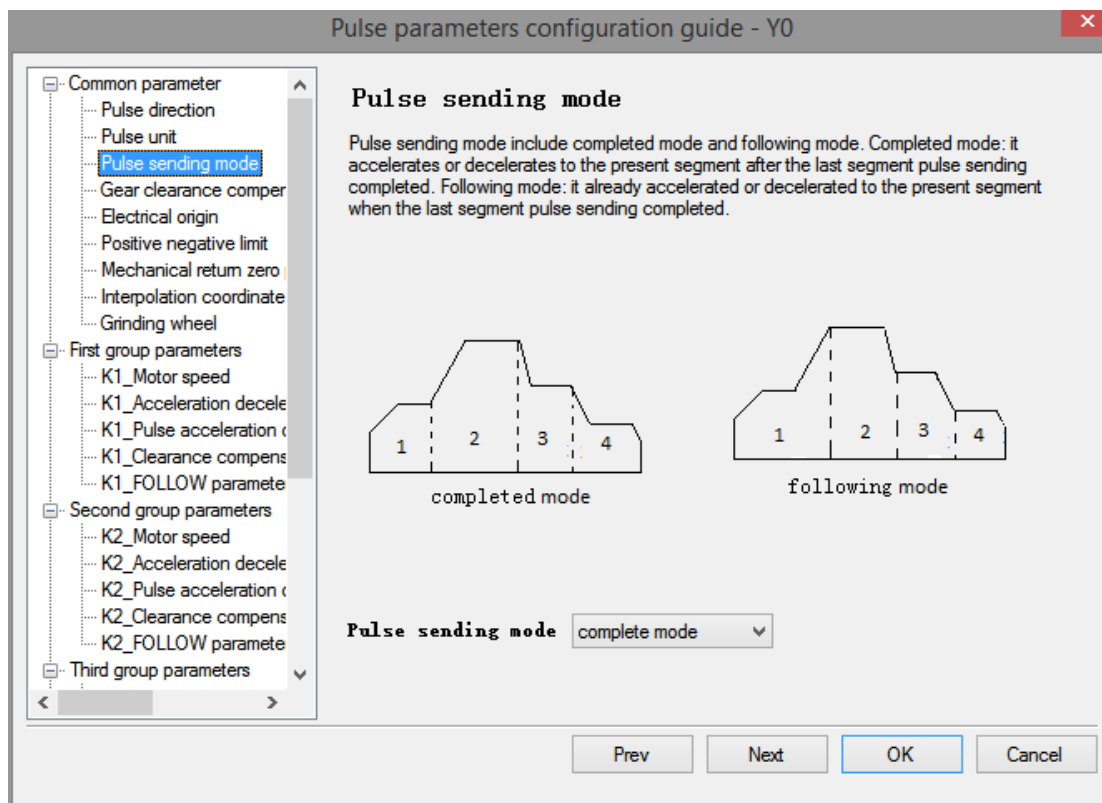 Pulse parameters configuration guide - Y0
Common parameter
Pulse direction
Pulse unit
Pulse sending mode
Gear clearance comper
Electrical origin
Positive negative limit
Mechanical return zero
Interpolation coordinate
Grinding wheel
First group parameters
K1_Motor speed
K1_Acceleration decele
K1_Pulse acceleration
K1_Clearance compens
K1_FOLLOW paramete
Second group parameters
K2_Motor speed
K2_Acceleration decele
K2_Pulse acceleration
K2_Clearance compens
K2_FOLLOW paramete
Third group parameters
Pulse sending mode
Pulse sending mode include completed mode and following mode. Completed mode: it
accelerates or decelerates to the present segment after the last segment pulse sending
completed. Following mode: it already accelerated or decelerated to the present segment
when the last segment pulse sending completed.
1 2 3 4
completed mode
1 2 3 4
following mode
Pulse sending mode complete mode
Prev Next OK Cancel